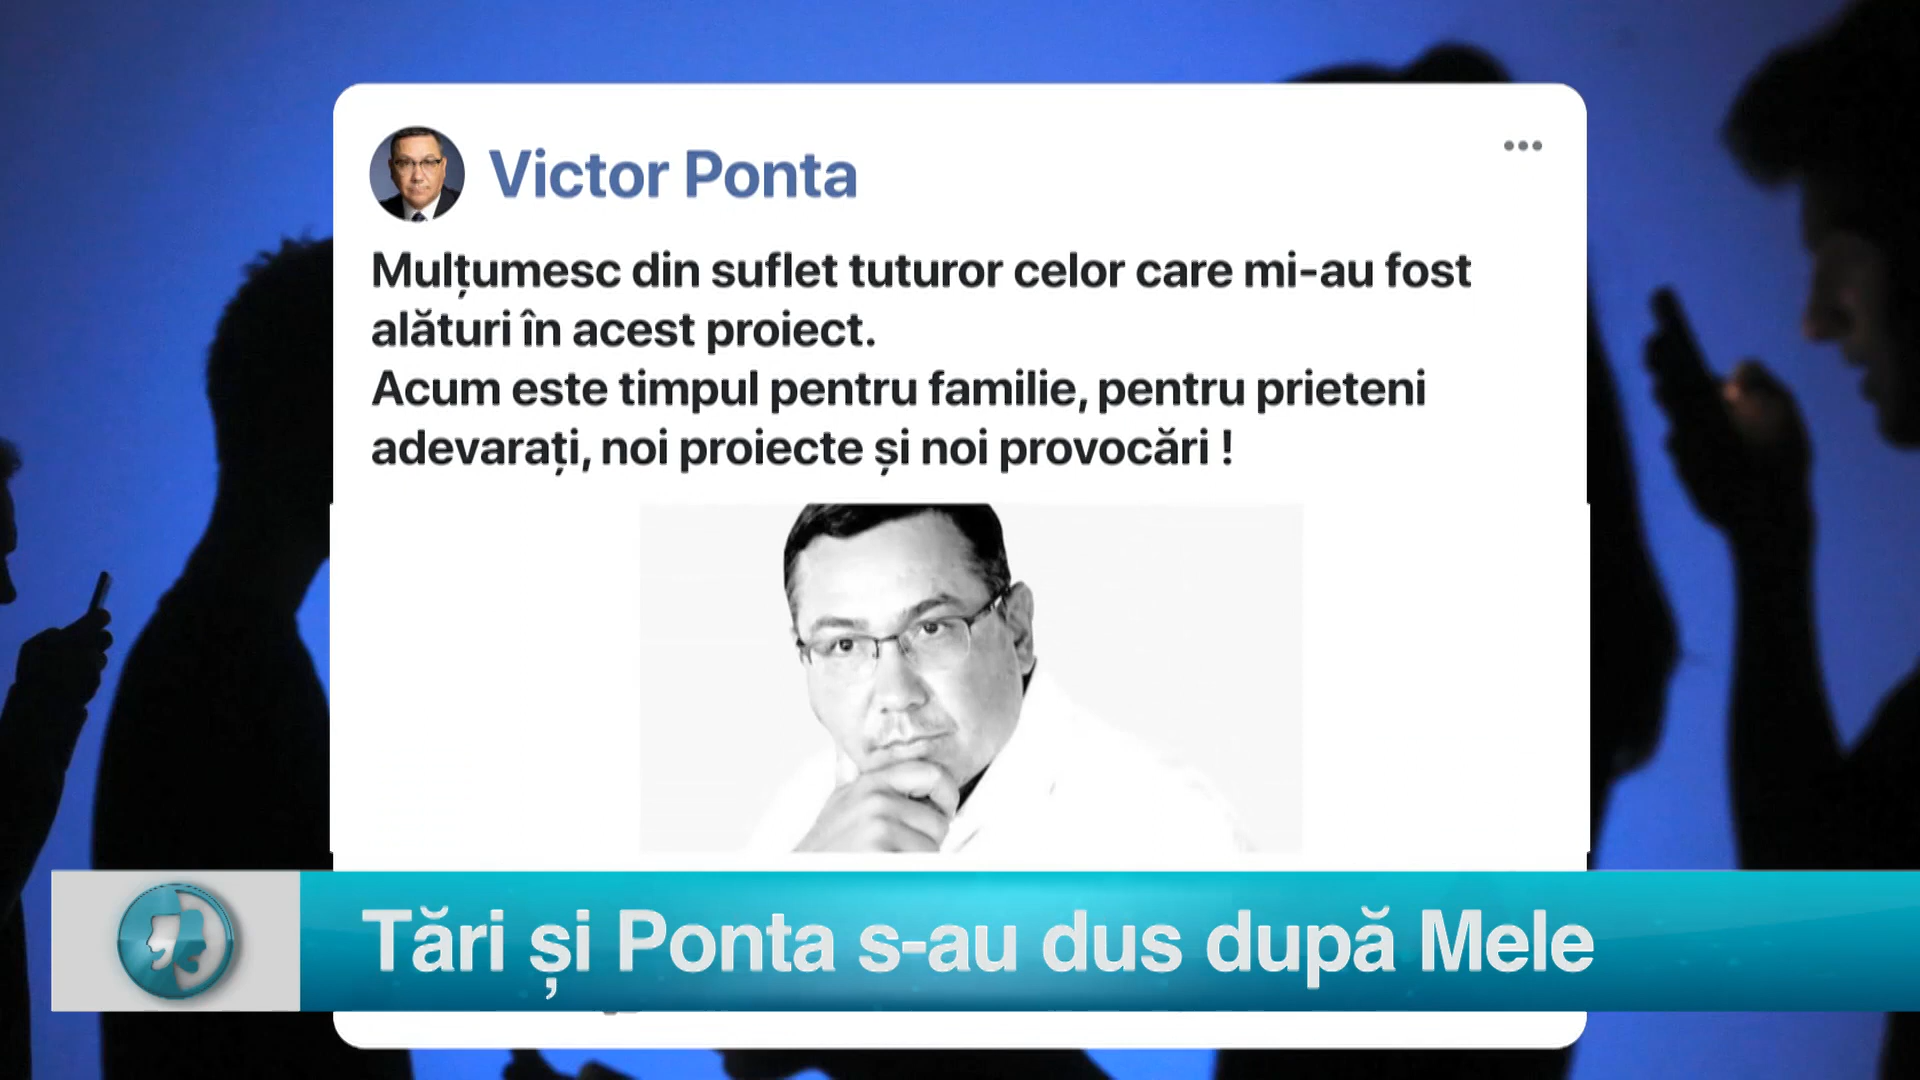 Victor Ponta
Mulțumesc din suflet tuturor celor care mi-au fost
alături în acest proiect.
Acum este timpul pentru familie, pentru prieteni
adevarați, noi proiecte și noi provocări !
Tări și Ponta s-au dus după Mele